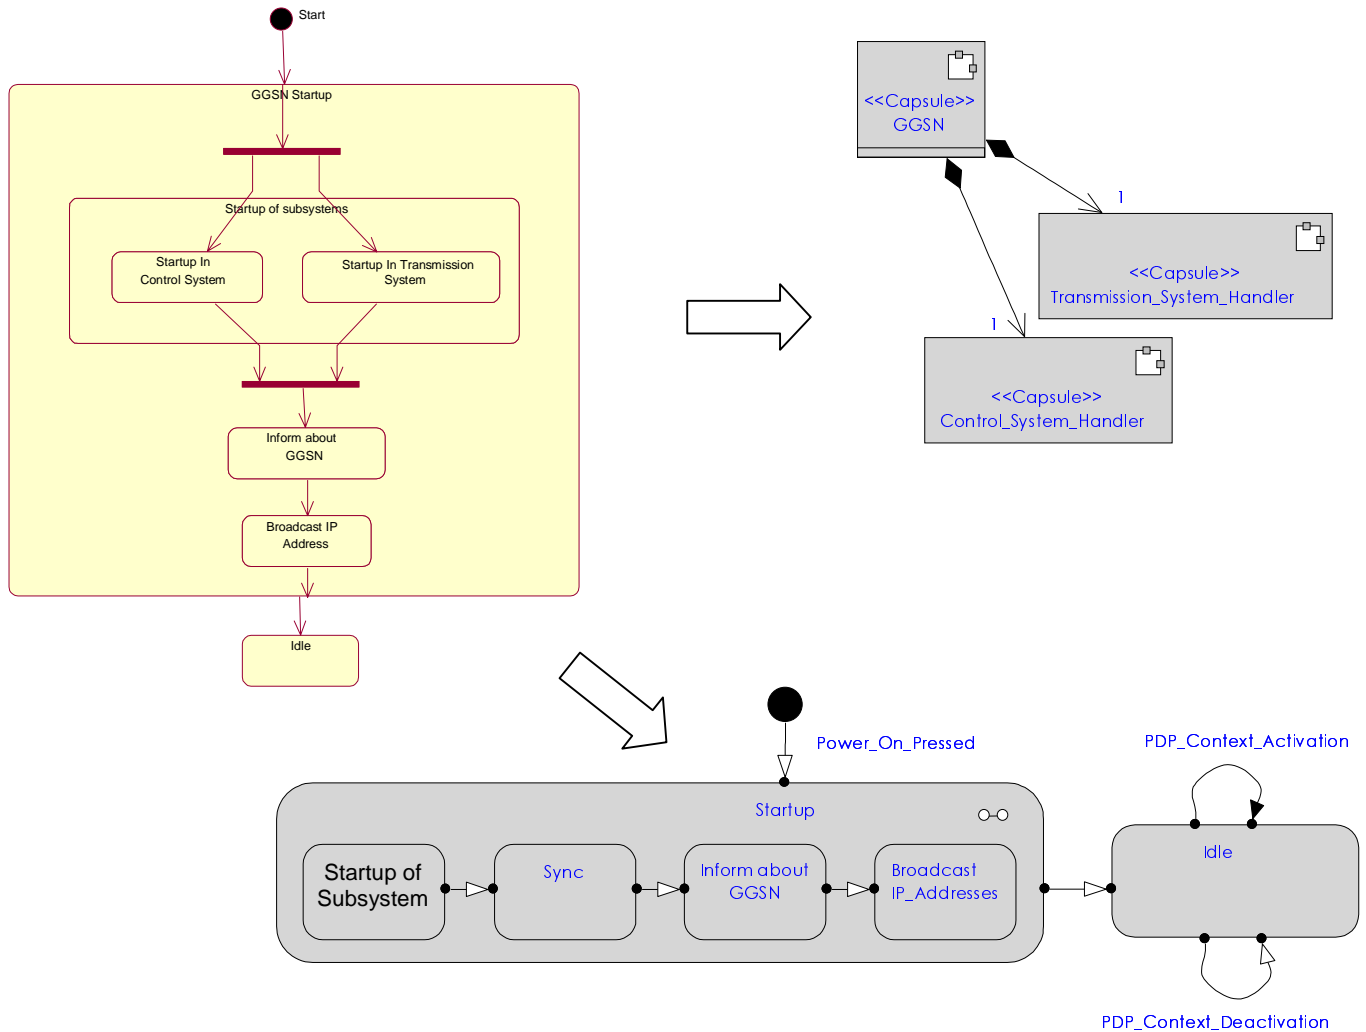 Start
GGSN Startup
Startup of subsystems
Startup In
Control System
Startup In Transmission
System
Inform about
GGSN
Broadcast IP
Address
Idle
<<Capsule>>
GGSN
1
<<Capsule>>
Transmission_System_Handler
1
<<Capsule>>
Control_System_Handler
Power_On_Pressed
Startup
Startup of
Subsystem
Sync
Inform about
GGSN
Broadcast
IP_Addresses
PDP_Context_Activation
Idle
PDP_Context_Deactivation